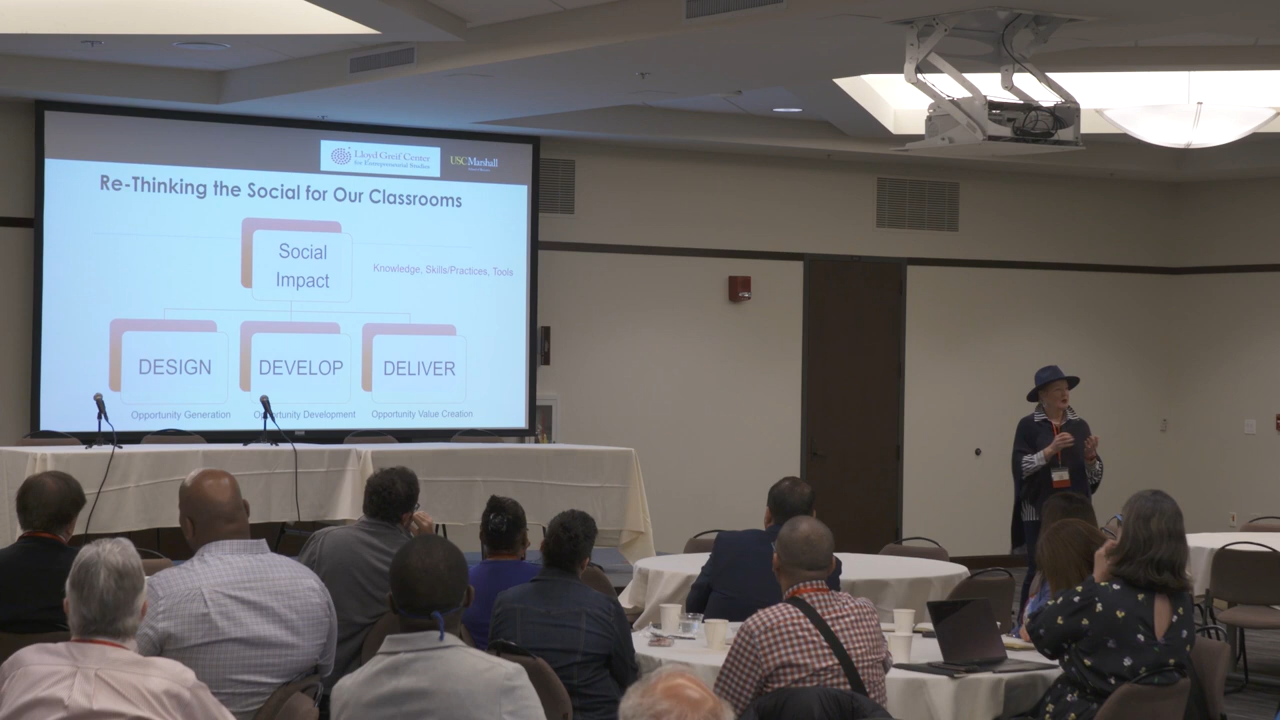 Lloyd Greif Center
for Entrepreneurial Studies
USC Marshall
Re-Thinking the Social for Our Classrooms
Social
Impact
Knowledge, Skills/Practices, Tools
DESIGN
DEVELOP
DELIVER
Opportunity Generation
Opportunity Development
Opportunity Value Creation